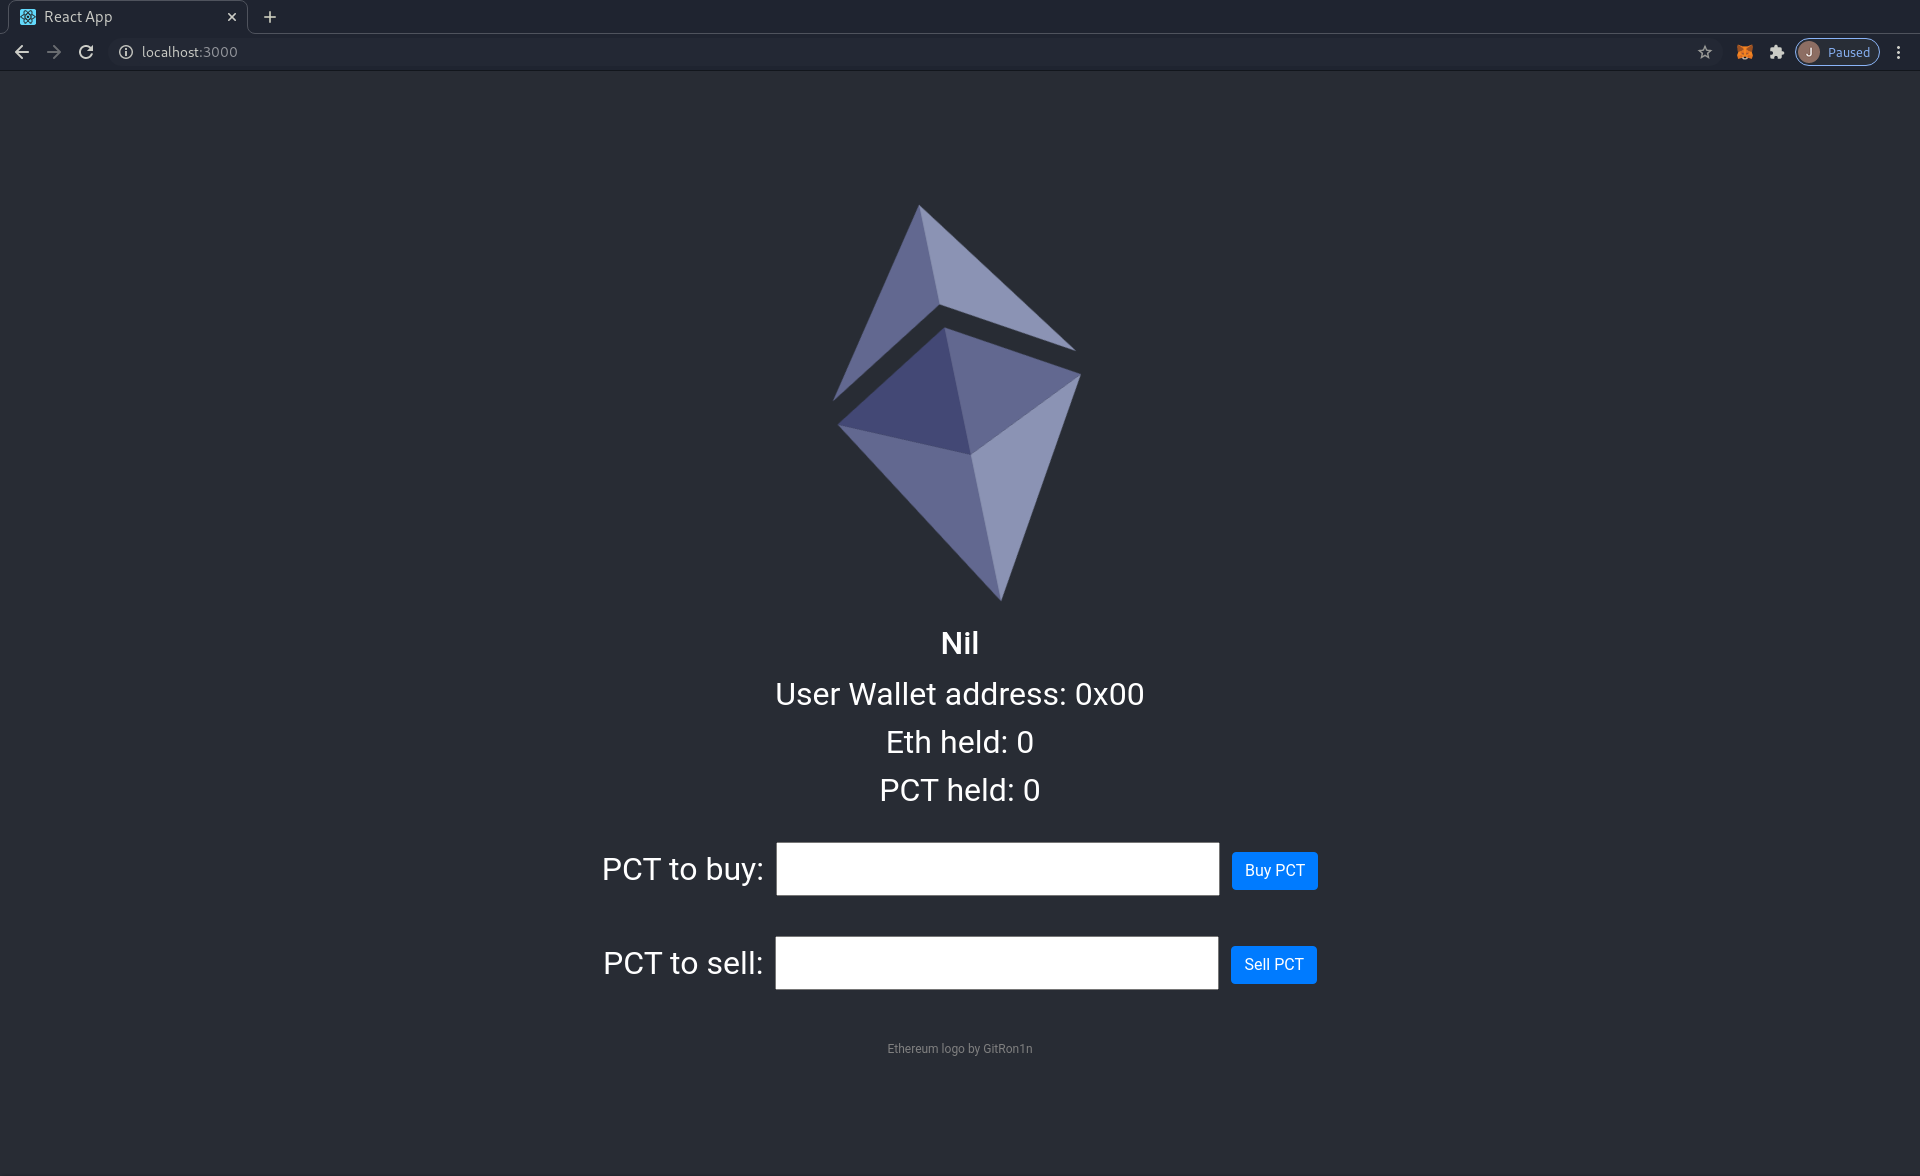 React App
localhost:3000
J Paused
Nil
User Wallet address: 0x00
Eth held: 0
PCT held: 0
PCT to buy: Buy PCT
PCT to sell: Sell PCT
Ethereum logo by GitRon1n